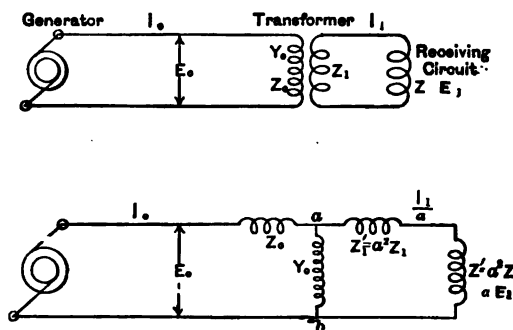 Generator I₀ Transformer I₁
E₀ Y₀ Z₀ Z₁ Receiving Circuit Z E₁
I₀ Z₀ a Z₁'=a²Z₁ I₁/a
E₀ Y₀ Z'=a²Z
a E₁
b